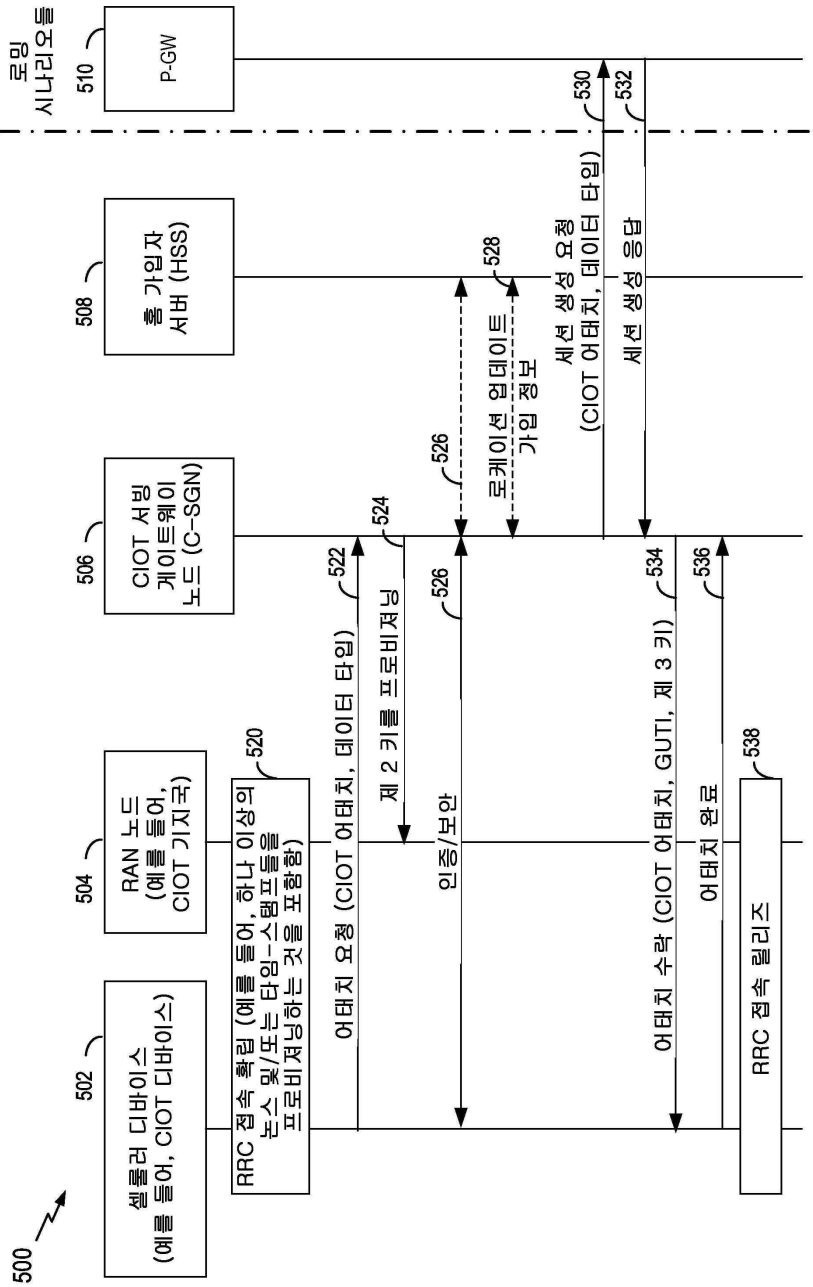 500
502
셀룰러 디바이스
(예를 들어, CIOT 디바이스)
504
RAN 노드
(예를 들어,
CIOT 기지국)
506
CIOT 서빙
게이트웨이
노드 (C-SGN)
508
홈 가입자
서버 (HSS)
로밍
시나리오들
510
P-GW
RRC 접속 확립 (예를 들어, 하나 이상의
논스 및/또는 타임-스탬프들을
프로비져닝하는 것을 포함함)
520
어태치 요청 (CIOT 어태치, 데이터 타입)
522
제 2 키를 프로비져닝
524
인증/보안
526
526
로케이션 업데이트
가입 정보
528
세션 생성 요청
(CIOT 어태치, 데이터 타입)
530
세션 생성 응답
532
어태치 수락 (CIOT 어태치, GUTI, 제 3 키)
534
어태치 완료
536
RRC 접속 릴리즈
538